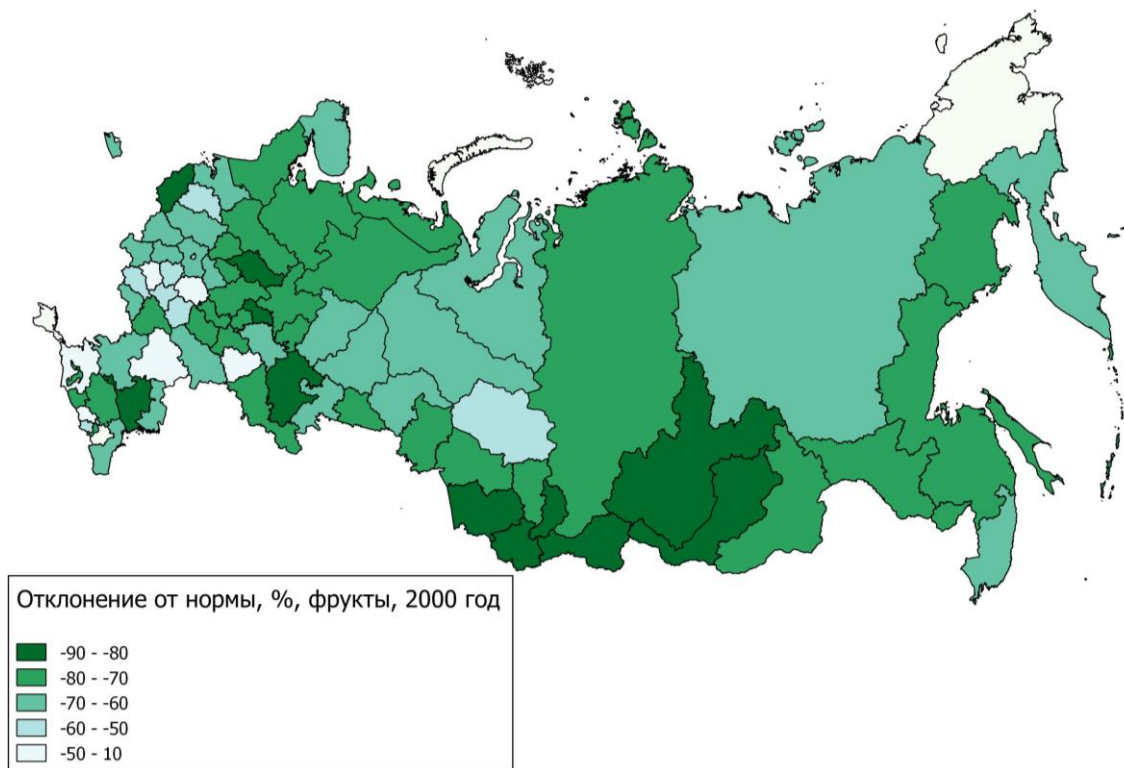 Отклонение от нормы, %, фрукты, 2000 год
-90 - -80
-80 - -70
-70 - -60
-60 - -50
-50 - 10